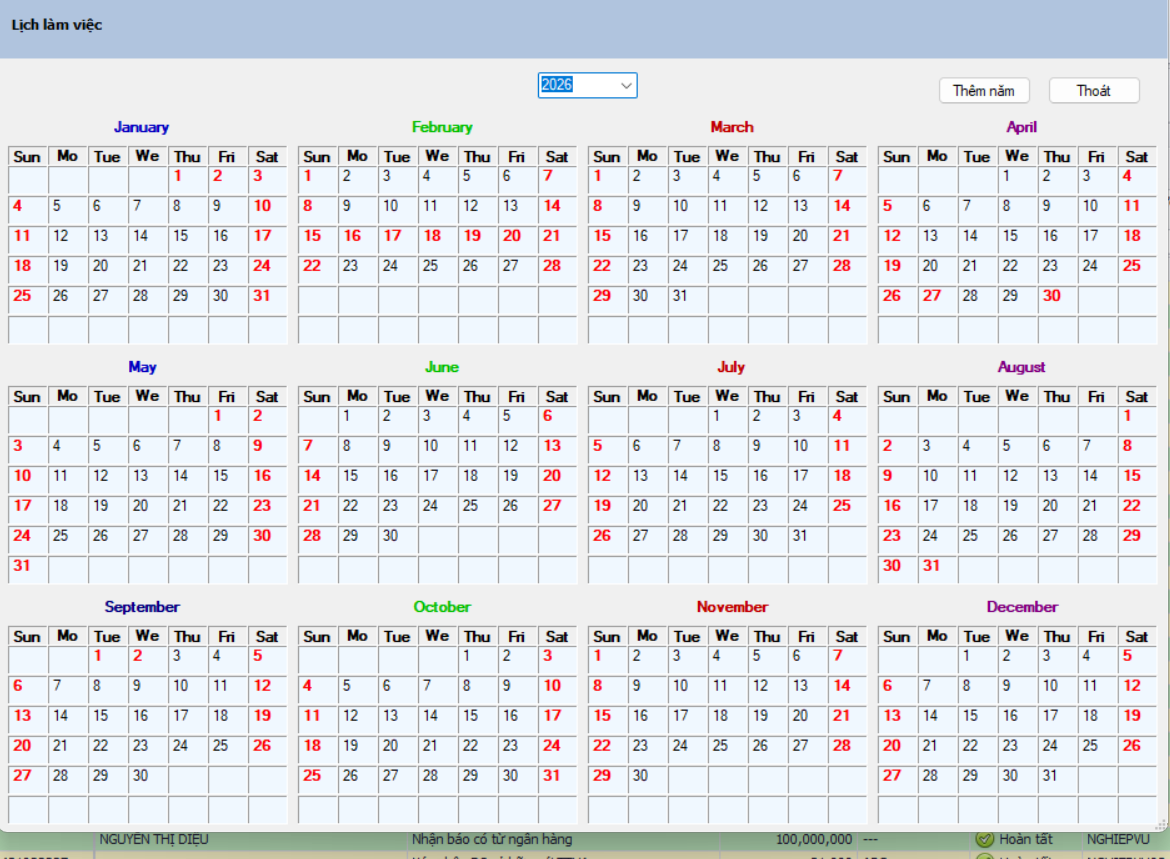 Lịch làm việc
2026
Thêm năm Thoát
January February March April
Sun Mo Tue We Thu Fri Sat Sun Mo Tue We Thu Fri Sat Sun Mo Tue We Thu Fri Sat Sun Mo Tue We Thu Fri Sat
1 2 3 1 2 3 4 5 6 7 1 2 3 4 5 6 7 1 2 3 4
4 5 6 7 8 9 10 8 9 10 11 12 13 14 8 9 10 11 12 13 14 5 6 7 8 9 10 11
11 12 13 14 15 16 17 15 16 17 18 19 20 21 15 16 17 18 19 20 21 12 13 14 15 16 17 18
18 19 20 21 22 23 24 22 23 24 25 26 27 28 22 23 24 25 26 27 28 19 20 21 22 23 24 25
25 26 27 28 29 30 31 29 30 31 26 27 28 29 30
May June July August
Sun Mo Tue We Thu Fri Sat Sun Mo Tue We Thu Fri Sat Sun Mo Tue We Thu Fri Sat Sun Mo Tue We Thu Fri Sat
1 2 1 2 3 4 5 6 1 2 3 4 1
3 4 5 6 7 8 9 7 8 9 10 11 12 13 5 6 7 8 9 10 11 2 3 4 5 6 7 8
10 11 12 13 14 15 16 14 15 16 17 18 19 20 12 13 14 15 16 17 18 9 10 11 12 13 14 15
17 18 19 20 21 22 23 21 22 23 24 25 26 27 19 20 21 22 23 24 25 16 17 18 19 20 21 22
24 25 26 27 28 29 30 28 29 30 26 27 28 29 30 31 23 24 25 26 27 28 29
31 30 31
September October November December
Sun Mo Tue We Thu Fri Sat Sun Mo Tue We Thu Fri Sat Sun Mo Tue We Thu Fri Sat Sun Mo Tue We Thu Fri Sat
1 2 3 4 5 1 2 3 1 2 3 4 5 6 7 1 2 3 4 5
6 7 8 9 10 11 12 4 5 6 7 8 9 10 8 9 10 11 12 13 14 6 7 8 9 10 11 12
13 14 15 16 17 18 19 11 12 13 14 15 16 17 15 16 17 18 19 20 21 13 14 15 16 17 18 19
20 21 22 23 24 25 26 18 19 20 21 22 23 24 22 23 24 25 26 27 28 20 21 22 23 24 25 26
27 28 29 30 25 26 27 28 29 30 31 29 30 27 28 29 30 31
NGUYỄN THỊ DIỆU Nhận báo có từ ngân hàng 100,000,000 --- Hoàn tất NGHIEPVU